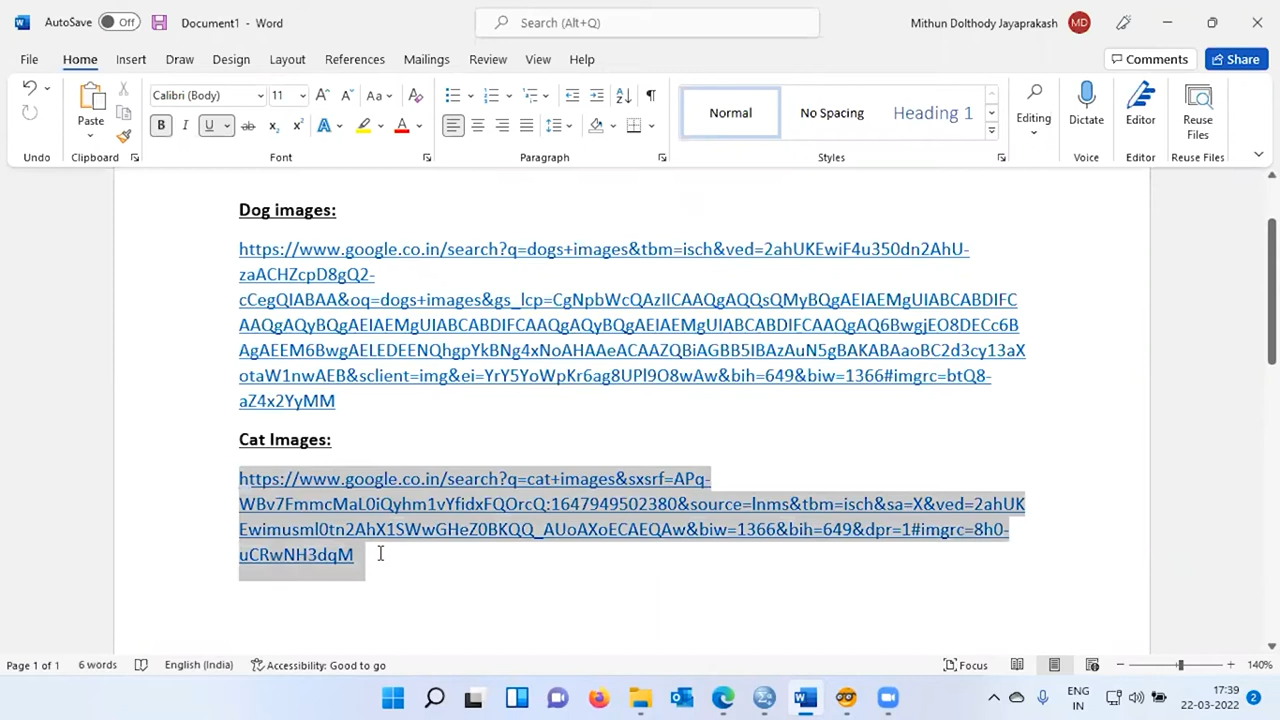 AutoSave Off Document1 - Word Search (Alt+Q) Mithun Dolthody Jayaprakash MD
File Home Insert Draw Design Layout References Mailings Review View Help Comments Share
Calibri (Body) 11 Aa Normal No Spacing Heading 1
Paste Editing Dictate Editor Reuse Files
Undo Clipboard Font Paragraph Styles Voice Editor Reuse Files
Dog images:
https://www.google.co.in/search?q=dogs+images&tbm=isch&ved=2ahUKEwiF4u350dn2AhU-
zaACHZcpD8gQ2-
cCegQIABAA&oq=dogs+images&gs_lcp=CgNpbWcQAzIICAAQgAQQsQMyBQgAEIAEMgUIABCABDIFC
AAQgAQyBQgAEIAEMgUIABCABDIFCAAQgAQyBQgAEIAEMgUIABCABDIFCAAQgAQ6BwgjEO8DECc6B
AgAEEM6BwgAELEDEENQhgpYkBNg4xNoAHAAeACAAZQBiAGBB5IBAzAuN5gBAKABAaoBC2d3cy13aX
otaW1nwAEB&sclient=img&ei=YrY5YoWpKr6ag8UPl9O8wAw&bih=649&biw=1366#imgrc=btQ8-
aZ4x2YyMM
Cat Images:
https://www.google.co.in/search?q=cat+images&sxsrf=APq-
WBv7FmmcMaL0iQyhm1vYfidxFQOrcQ:1647949502380&source=lnms&tbm=isch&sa=X&ved=2ahUK
Ewimusml0tn2AhX1SWwGHeZ0BKQQ_AUoAXoECAEQAw&biw=1366&bih=649&dpr=1#imgrc=8h0-
uCRwNH3dqM
Page 1 of 1 6 words English (India) Accessibility: Good to go Focus 140%
ENG IN 17:39 22-03-2022 2